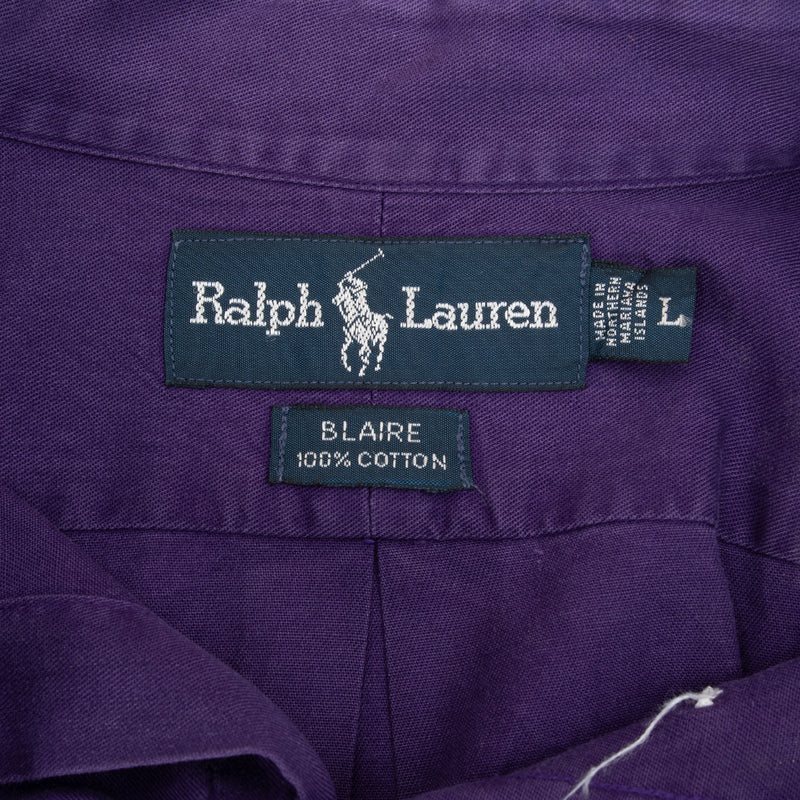 Ralph Lauren
MADE IN
NORTHERN
MARIANA
ISLANDS
L
BLAIRE
100% COTTON